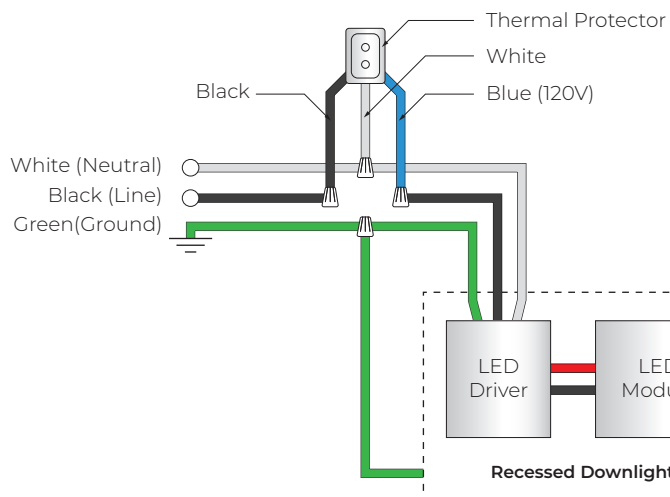 Thermal Protector
White
Black
Blue (120V)
White (Neutral)
Black (Line)
Green(Ground)
LED
Driver
Recessed Downlight